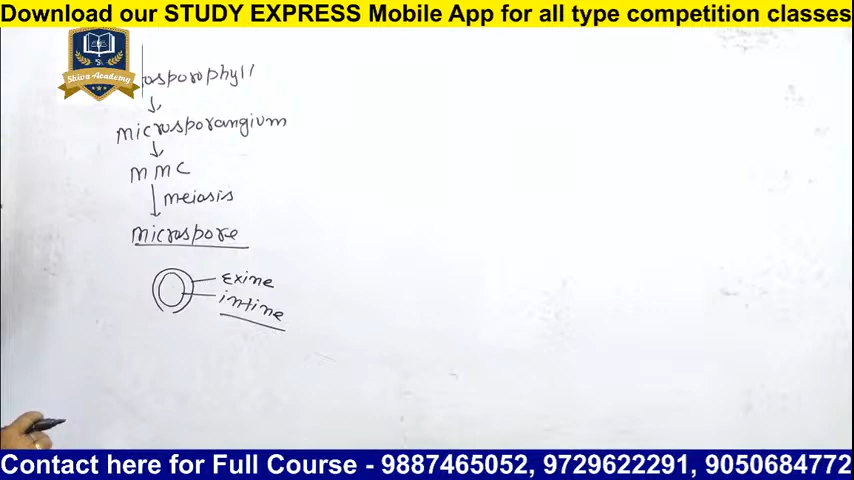 Download our STUDY EXPRESS Mobile App for all type competition classes
Shiva Academy
osporophyll
microsporangium
MMC
meiosis
microspore
exine
intine
Contact here for Full Course - 9887465052, 9729622291, 9050684772